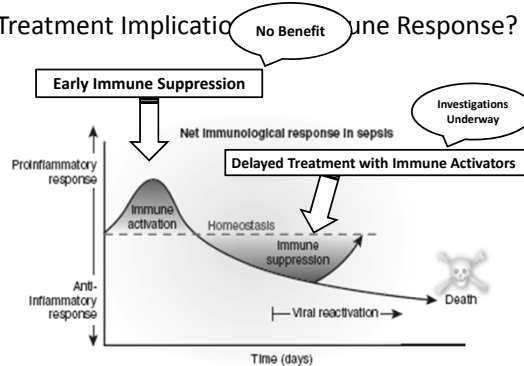 Treatment Implicatio
une Response?
No Benefit
Early Immune Suppression
Investigations
Underway
Net immunological response in sepsis
Delayed Treatment with Immune Activators
Proinflammatory
response
Immune
activation
Homeostasis
Immune
suppression
Anti-
inflammatory
response
Viral reactivation
Death
Time (days)